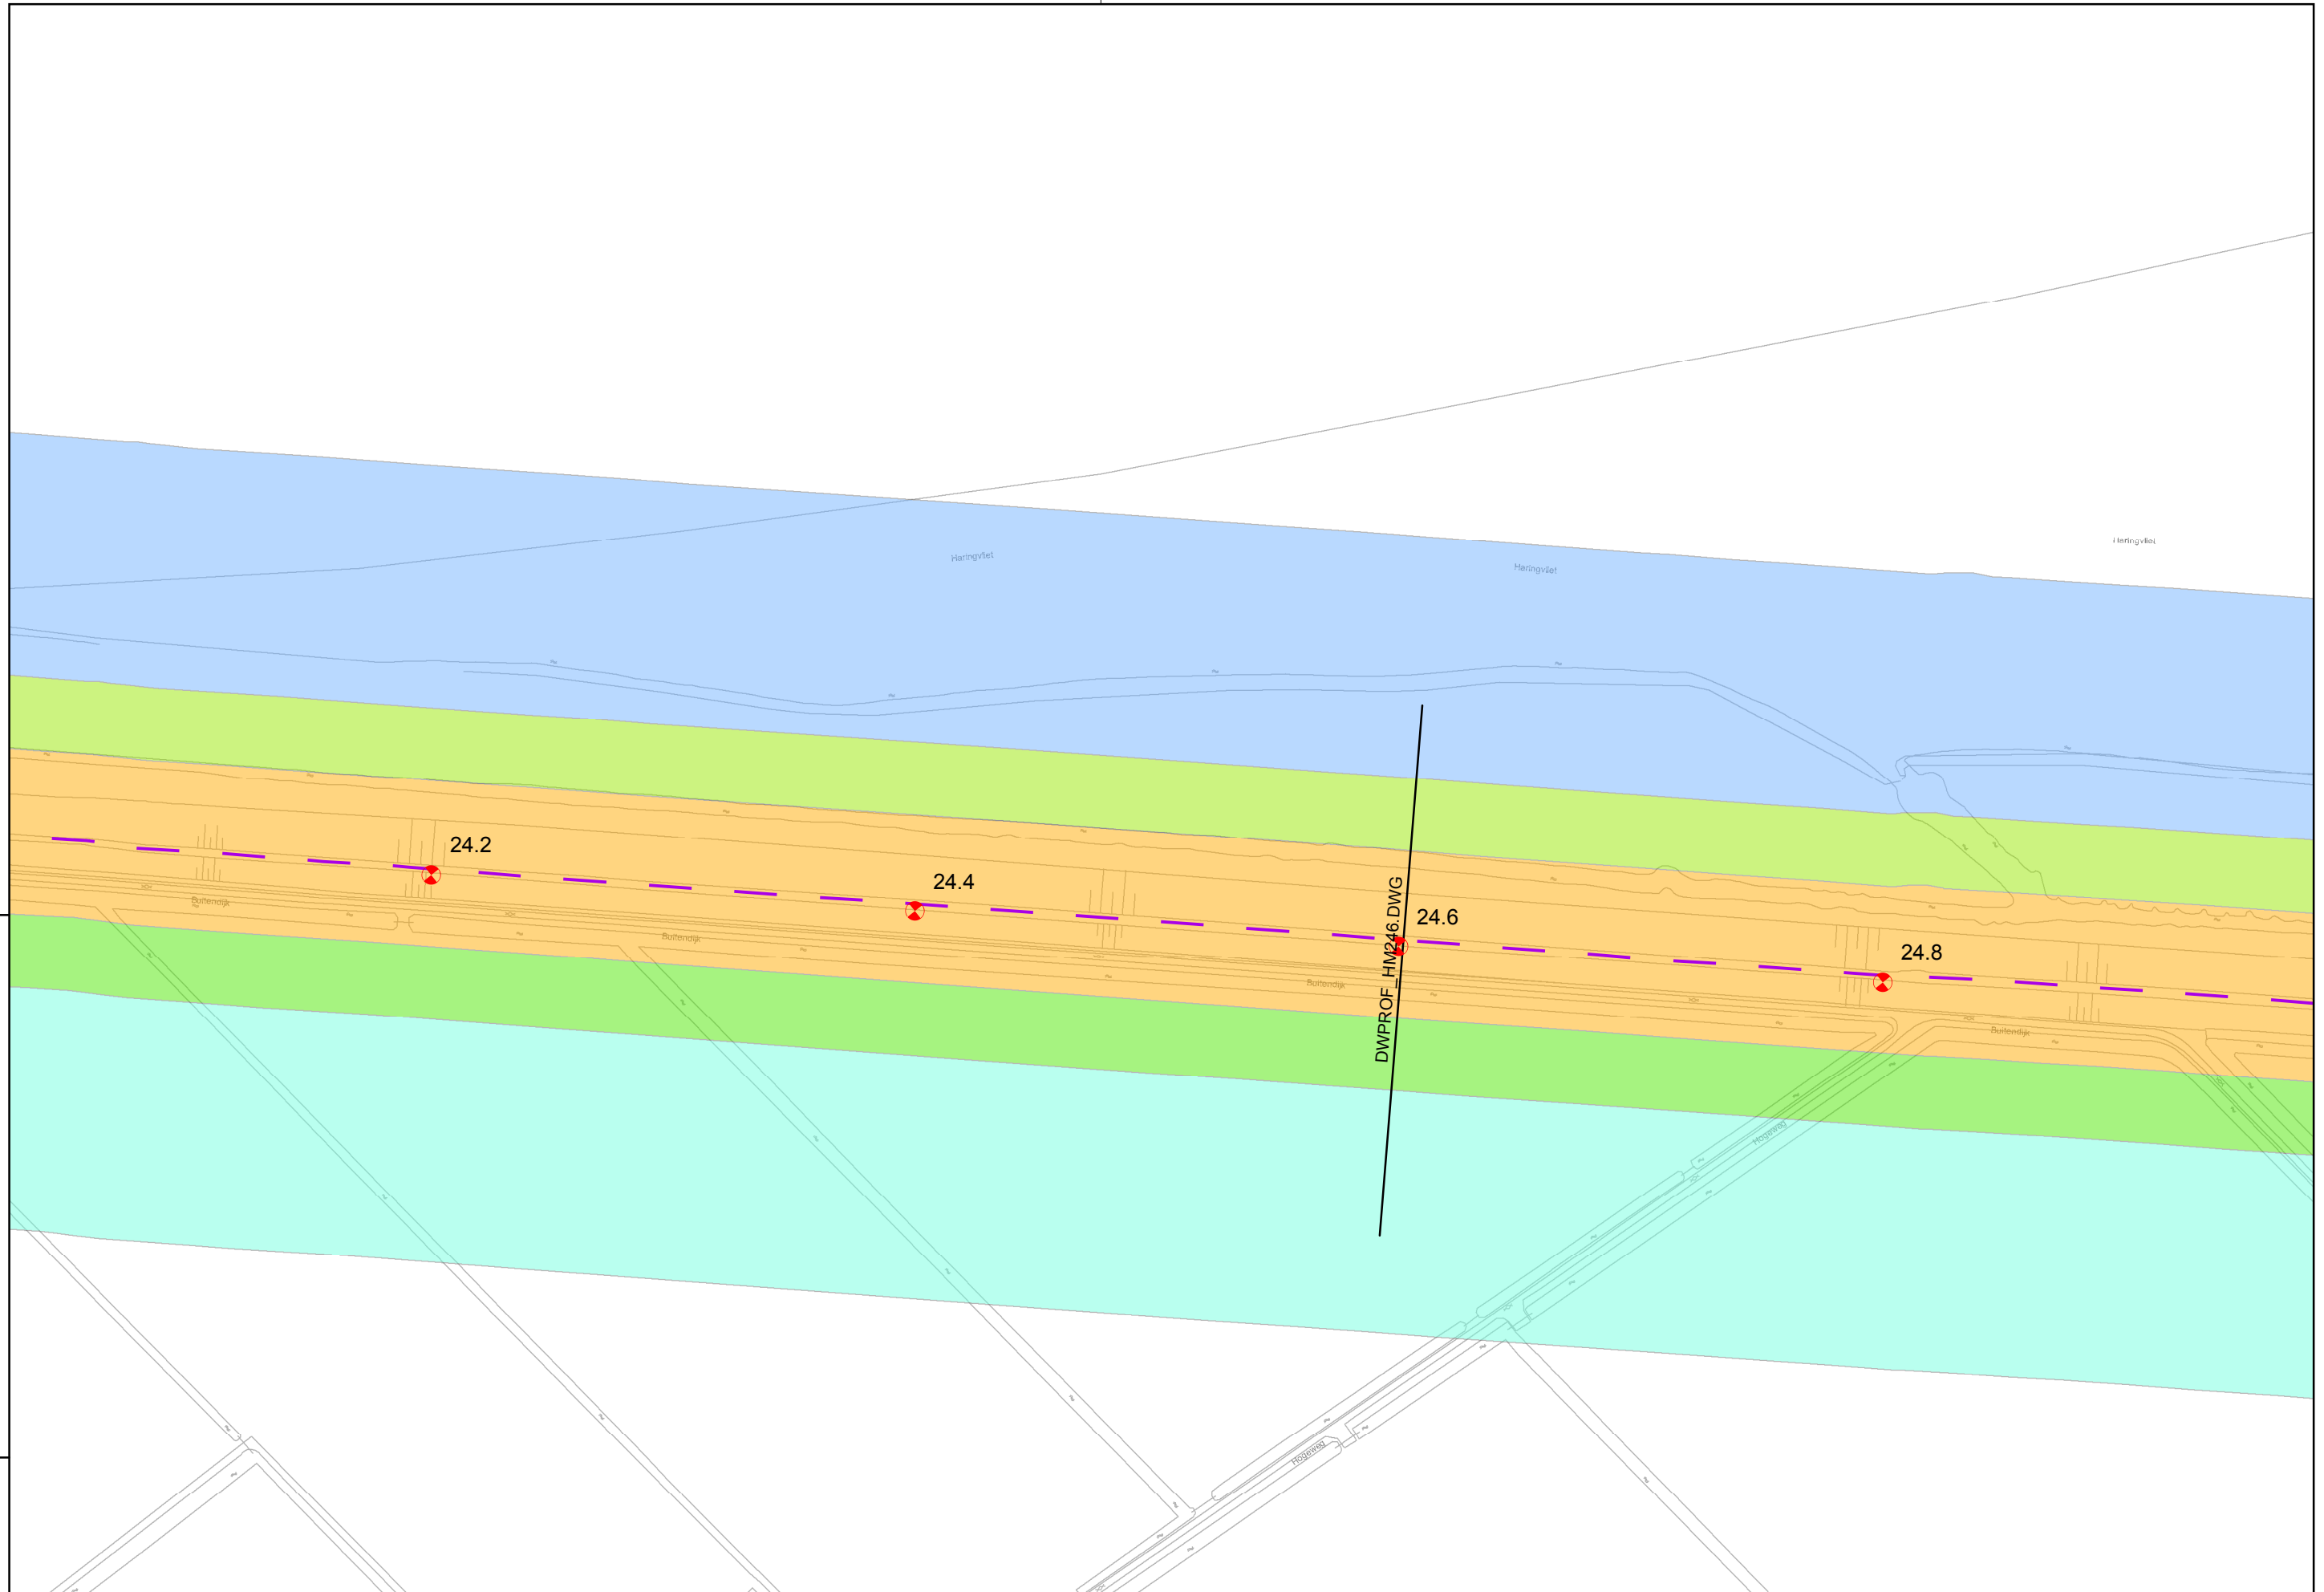 Haringvliet
Haringvliet
Haringvliet
24.2
24.4
24.6
24.8
DWPROF_HM246.DWG
Buitendijk
Buitendijk
Buitendijk
Buitendijk
Hogeweg
Hogeweg